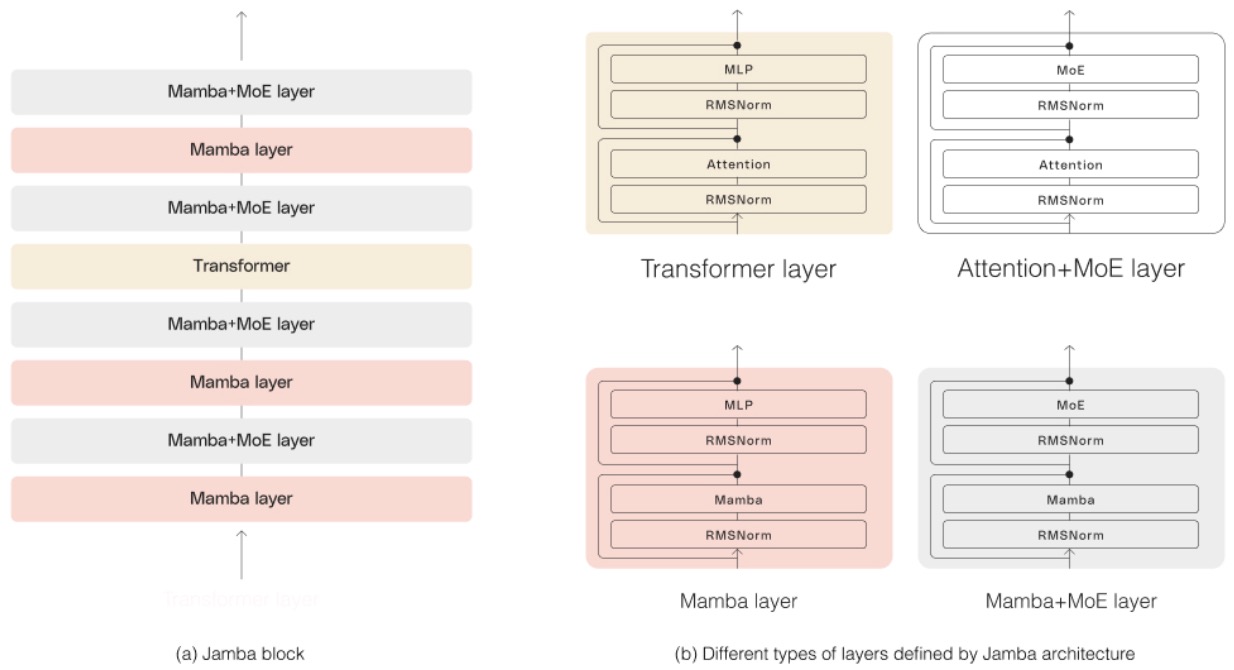 Mamba+MoE layer
Mamba layer
Mamba+MoE layer
Transformer
Mamba+MoE layer
Mamba layer
Mamba+MoE layer
Mamba layer
transformer layer
(a) Jamba block
MLP
RMSNorm
Attention
RMSNorm
Transformer layer
MoE
RMSNorm
Attention
RMSNorm
Attention+MoE layer
MLP
RMSNorm
Mamba
RMSNorm
Mamba layer
MoE
RMSNorm
Mamba
RMSNorm
Mamba+MoE layer
(b) Different types of layers defined by Jamba architecture